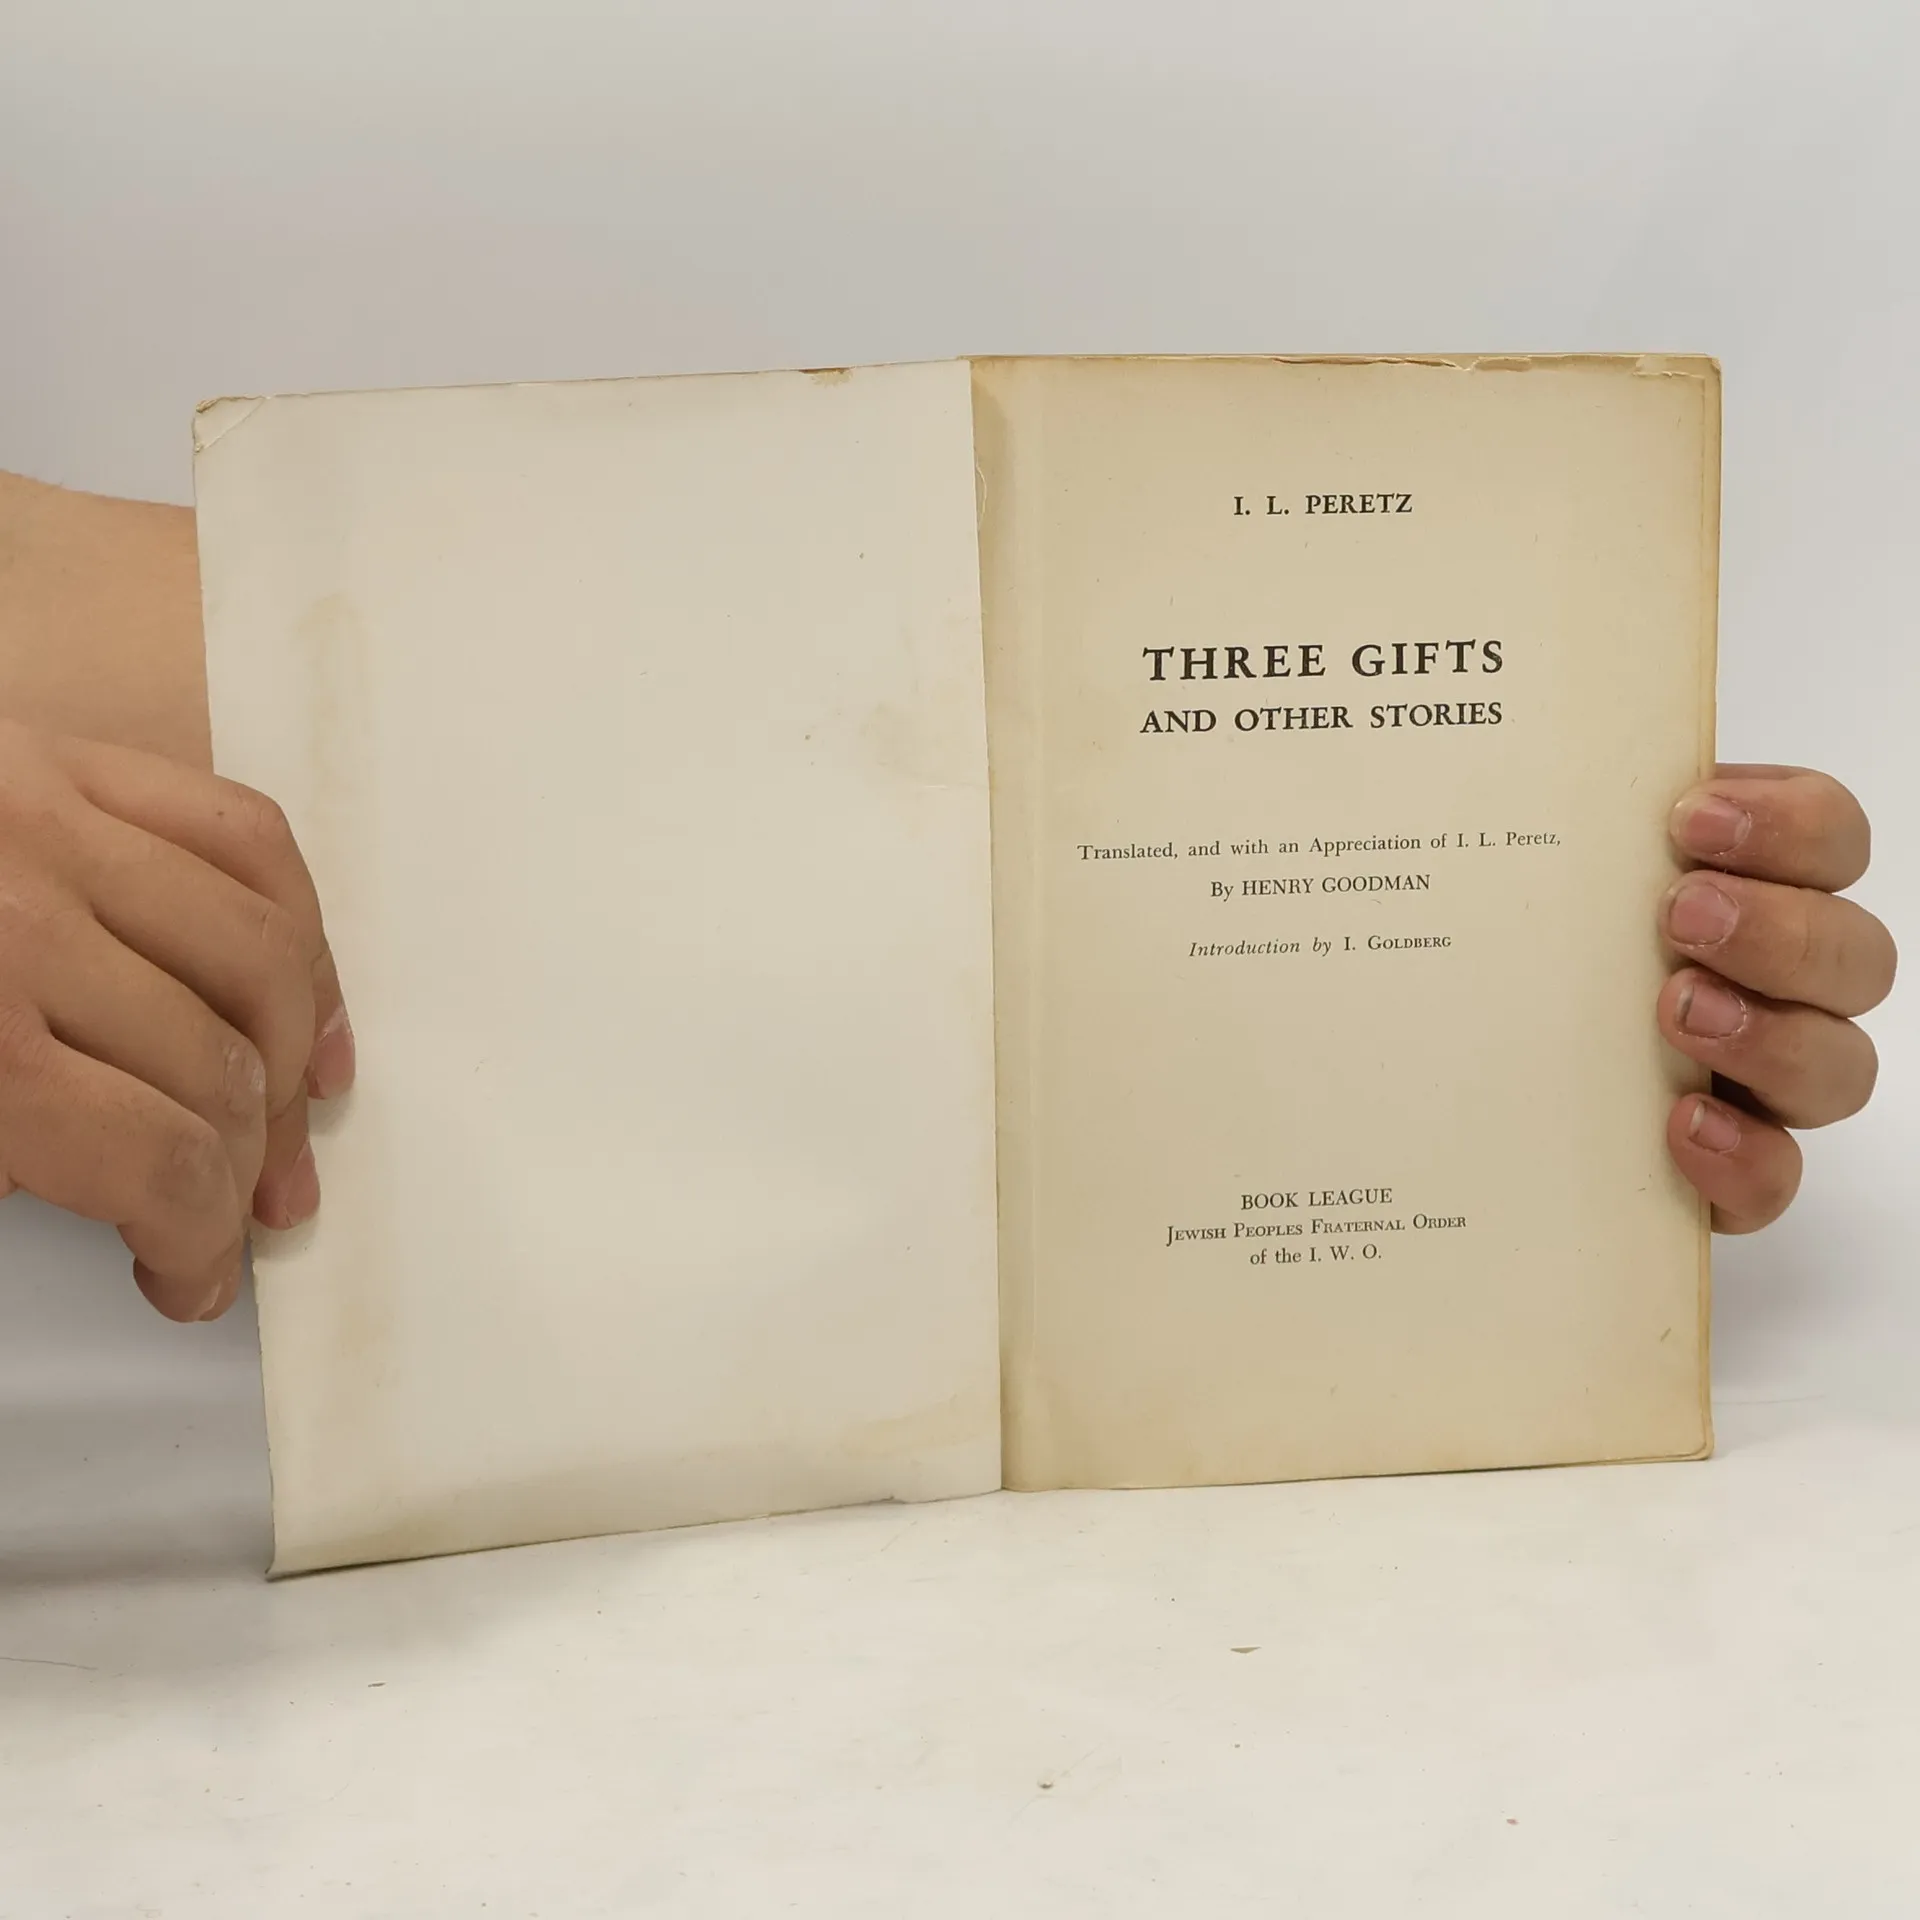 I. L. PERETZ
THREE GIFTS
AND OTHER STORIES
Translated, and with an Appreciation of I. L. Peretz,
By HENRY GOODMAN
Introduction by I. GOLDBERG
BOOK LEAGUE
JEWISH PEOPLES FRATERNAL ORDER
of the I. W. O.